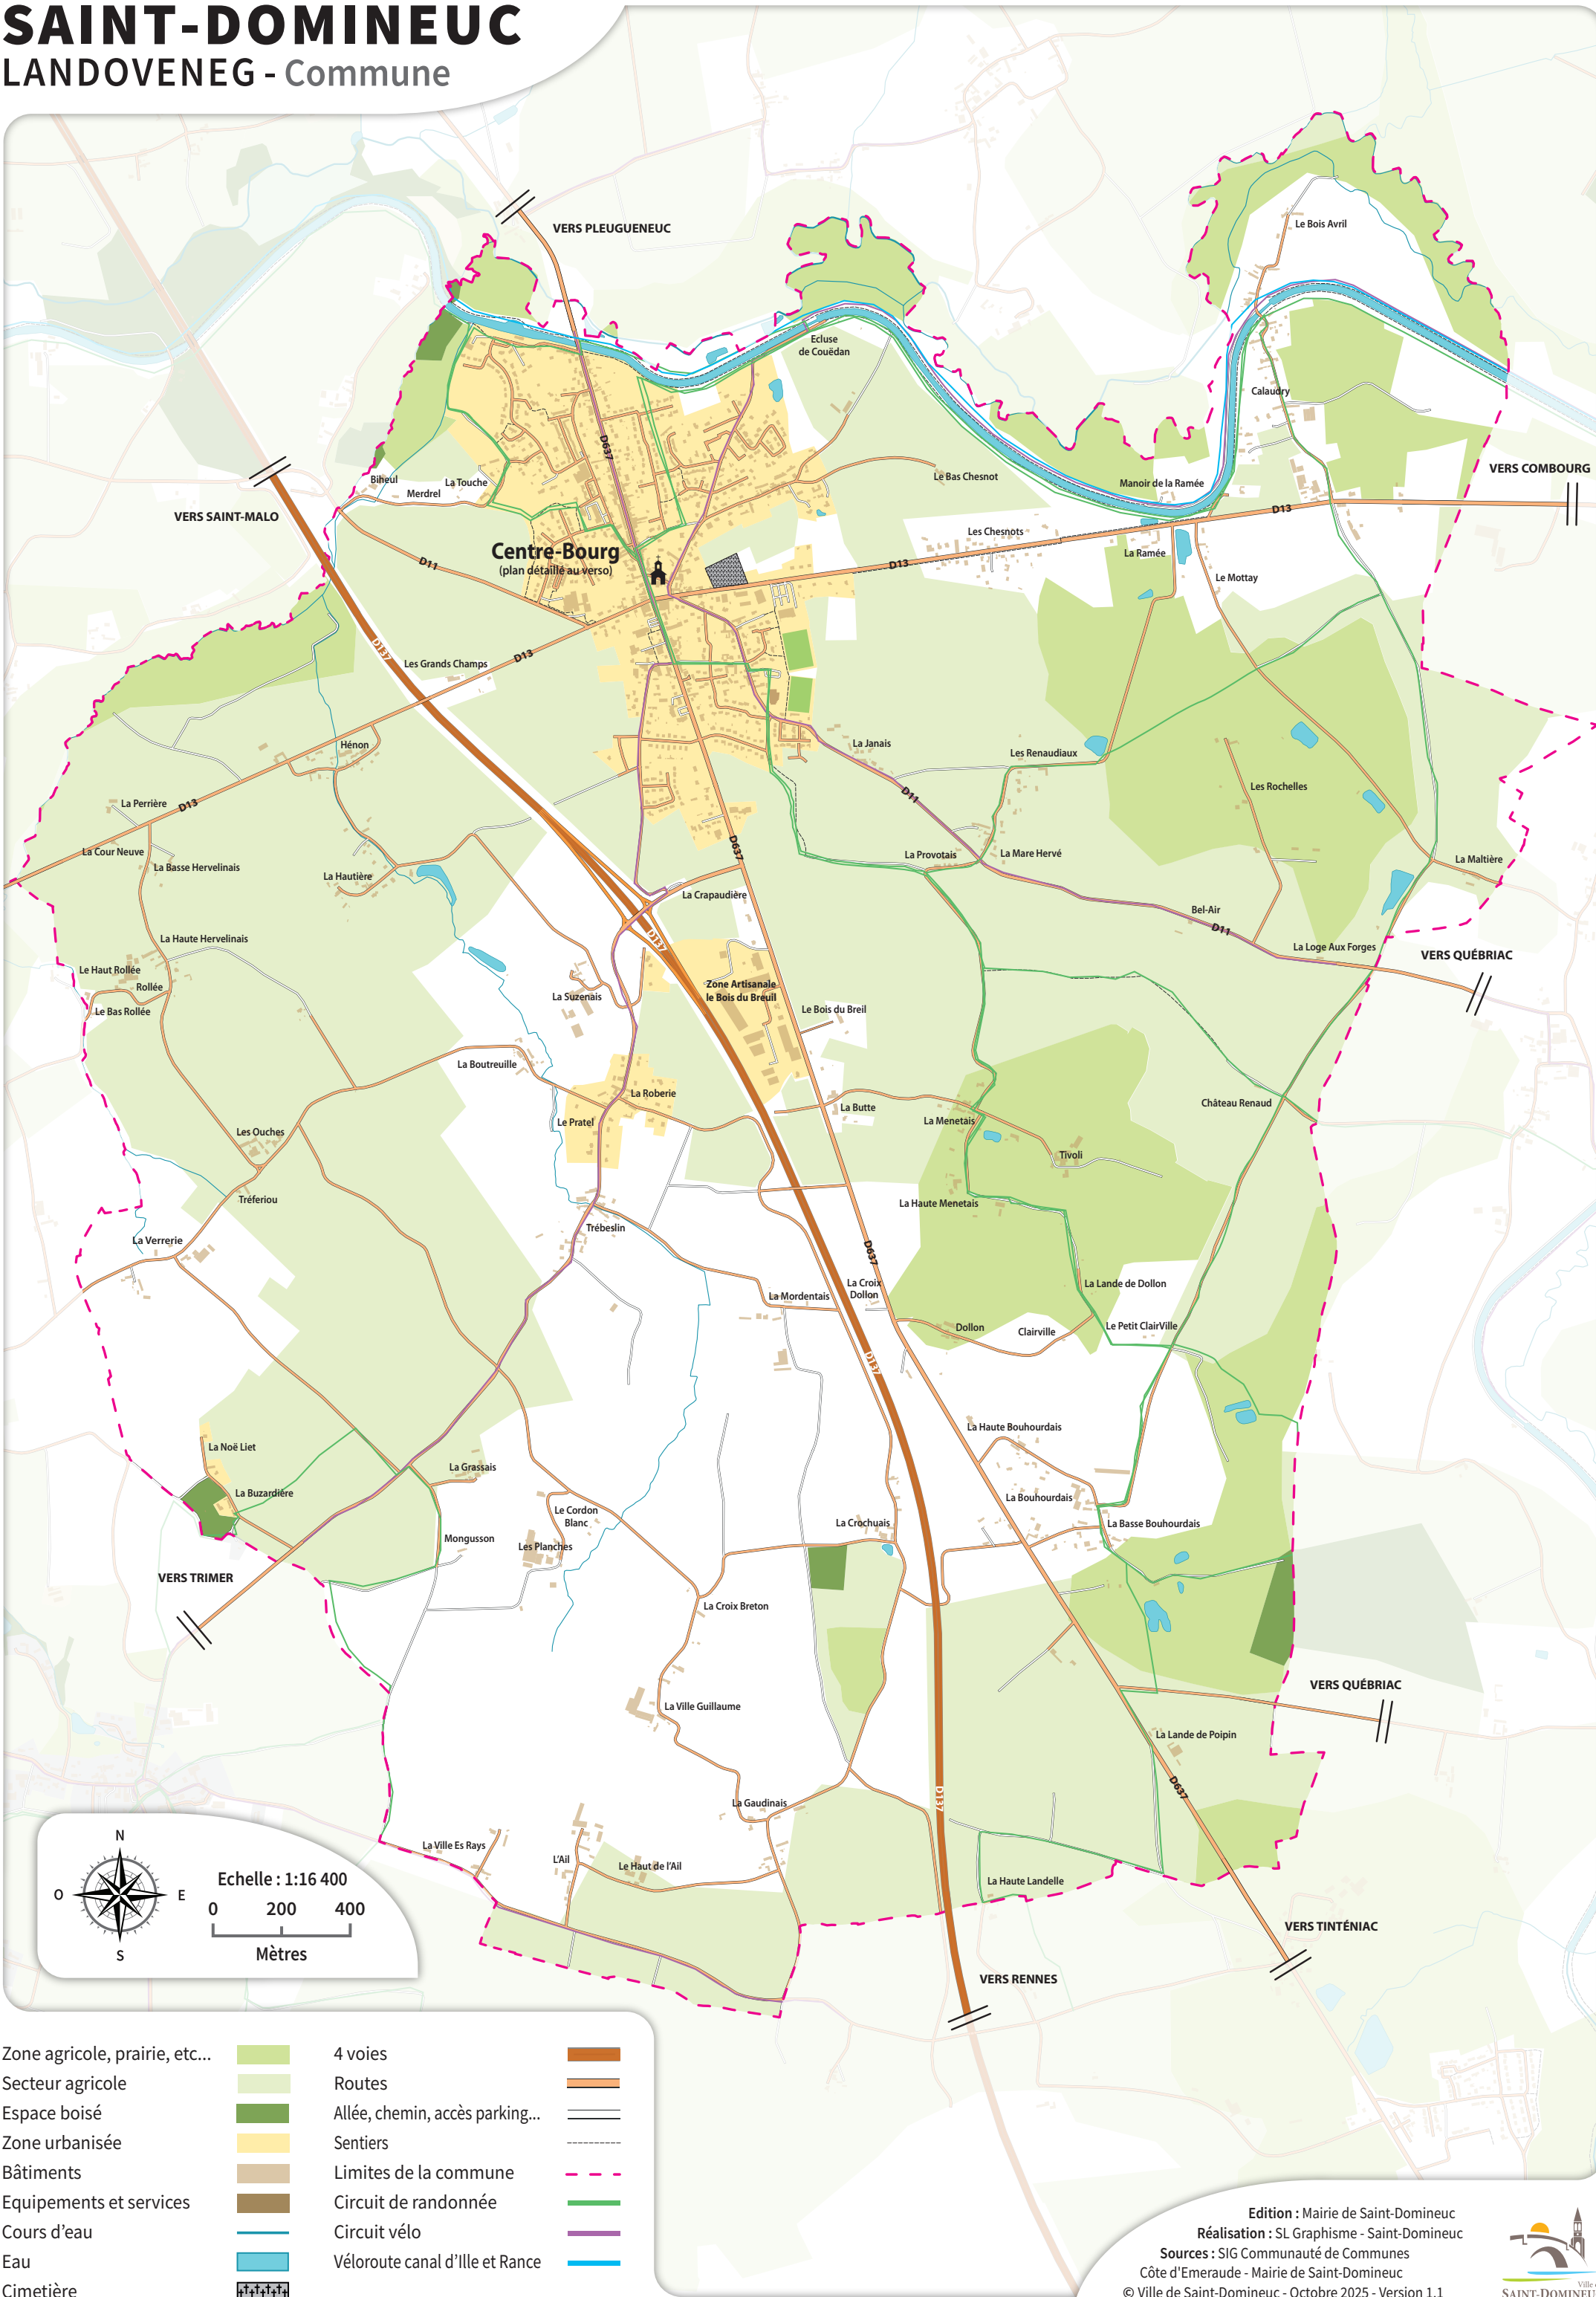 SAINT-DOMINEUC
LANDOVENEG - Commune
VERS PLEUGUENEUC
Le Bois Avril
Ecluse
de Couëdan
Calaudry
D637
VERS COMBOURG
Biheul
La Touche
Merdrel
Le Bas Chesnot
Manoir de la Ramée
VERS SAINT-MALO
D13
Les Chesnots
Centre-Bourg
(plan détaillé au verso)
La Ramée
D11
D13
Le Mottay
D137
D13
Les Grands Champs
Hénon
La Janais
Les Renaudiaux
Les Rochelles
D11
La Perrière
D13
D637
La Cour Neuve
La Basse Hervelinais
La Provotais
La Mare Hervé
La Maltière
La Hautière
La Crapaudière
Bel-Air
D11
D137
La Haute Hervelinais
La Loge Aux Forges
VERS QUÉBRIAC
Le Haut Rollée
Rollée
Zone Artisanale
le Bois du Breuil
La Suzenais
Le Bas Rollée
Le Bois du Breil
La Boutreuille
La Roberie
La Butte
Château Renaud
Le Pratel
La Menetais
Les Ouches
Tivoli
Tréferiou
La Haute Menetais
Trébeslin
La Verrerie
D637
La Croix
Dollon
La Lande de Dollon
La Mordentais
Dollon
Clairville
Le Petit ClairVille
D137
La Haute Bouhourdais
La Noë Liet
La Grassais
La Buzardière
La Bouhourdais
Le Cordon
Blanc
La Crochuais
La Basse Bouhourdais
Mongusson
Les Planches
VERS TRIMER
La Croix Breton
VERS QUÉBRIAC
La Ville Guillaume
La Lande de Poipin
D637
D137
La Gaudinais
La Ville Es Rays
L'Ail
Le Haut de l'Ail
La Haute Landelle
N
O
E
S
Echelle : 1:16 400
0 200 400
Mètres
VERS TINTÉNIAC
VERS RENNES
Zone agricole, prairie, etc...
Secteur agricole
Espace boisé
Zone urbanisée
Bâtiments
Equipements et services
Cours d'eau
Eau
Cimetière
4 voies
Routes
Allée, chemin, accès parking...
Sentiers
Limites de la commune
Circuit de randonnée
Circuit vélo
Véloroute canal d'Ille et Rance
Edition : Mairie de Saint-Domineuc
Réalisation : SL Graphisme - Saint-Domineuc
Sources : SIG Communauté de Communes
Côte d'Emeraude - Mairie de Saint-Domineuc
© Ville de Saint-Domineuc - Octobre 2025 - Version 1.1
Ville
SAINT-DOMINEU